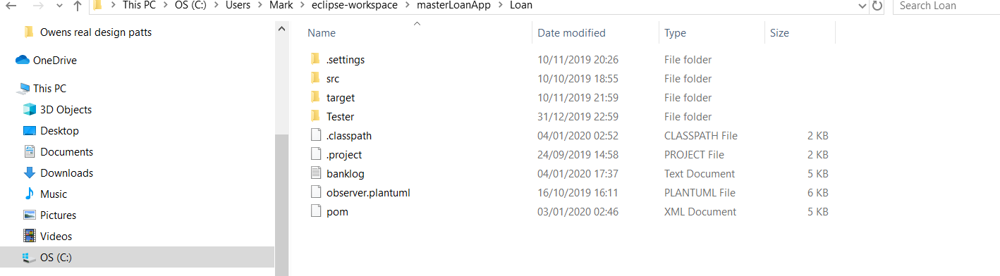 This PC > OS (C:) > Users > Mark > eclipse-workspace > masterLoanApp > Loan
Search Loan
Owens real design patts
OneDrive
This PC
3D Objects
Desktop
Documents
Downloads
Music
Pictures
Videos
OS (C:)
Name Date modified Type Size
.settings 10/11/2019 20:26 File folder
src 10/10/2019 18:55 File folder
target 10/11/2019 21:59 File folder
Tester 31/12/2019 22:59 File folder
.classpath 04/01/2020 02:52 CLASSPATH File 2 KB
.project 24/09/2019 14:58 PROJECT File 2 KB
banklog 04/01/2020 17:37 Text Document 5 KB
observer.plantuml 16/10/2019 16:11 PLANTUML File 6 KB
pom 03/01/2020 02:46 XML Document 5 KB